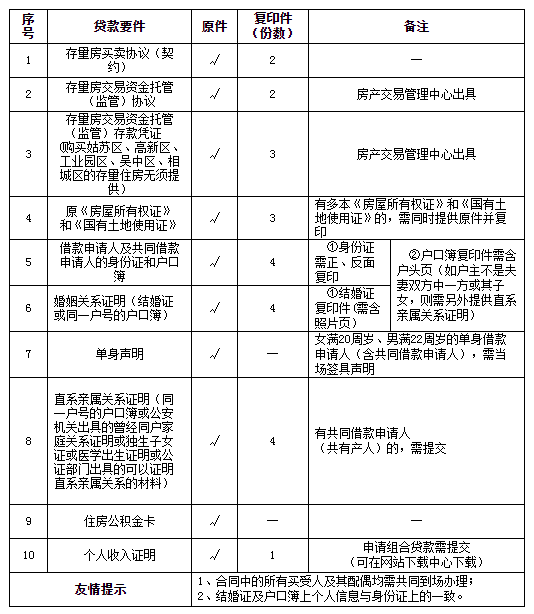 序号 贷款要件 原件 复印件（份数） 备注
1 存量房买卖协议（契约） √ 2 —
2 存量房交易资金托管（监管）协议 √ 2 房产交易管理中心出具
3 存量房交易资金托管（监管）存款凭证(购买姑苏区、高新区、工业园区、吴中区、相城区的存量住房无须提供） √ 3 房产交易管理中心出具
4 原《房屋所有权证》和《国有土地使用证》 √ 3 有多本《房屋所有权证》和《国有土地使用证》的，需同时提供原件并复印
5 借款申请人及共同借款申请人的身份证和户口簿 √ 4 ①身份证需正、反面复印 ②户口簿复印件需含户头页（如户主不是夫妻双方中一方或其子女，则需另外提供直系亲属关系证明）
6 婚姻关系证明（结婚证或同一户号的户口簿） √ 4 ①结婚证复印件(需含照片页）
7 单身声明 √ — 女满20周岁、男满22周岁的单身借款申请人（含共同借款申请人），需当场签具声明
8 直系亲属关系证明（同一户号的户口簿或公安机关出具的曾经同户家庭关系证明或独生子女证或医学出生证明或公证部门出具的可以证明直系亲属关系的材料） √ 4 有共同借款申请人（共有产人）的，需提交
9 住房公积金卡 √ — —
10 个人收入证明 √ 1 申请组合贷款需提交（可在网站下载中心下载）
友情提示 1、合同中的所有买受人及其配偶均需共同到场办理；
2、结婚证及户口簿上个人信息与身份证上的一致。